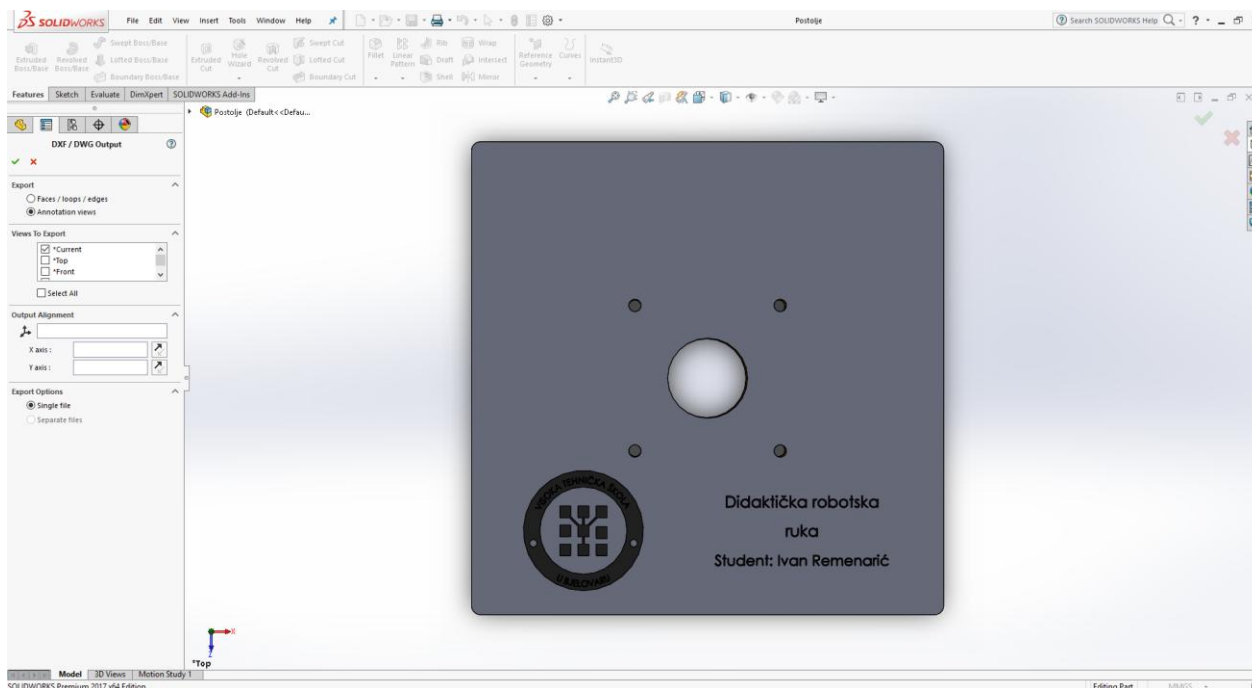 SOLIDWORKS File Edit View Insert Tools Window Help Postolje Search SOLIDWORKS Help
Extruded Boss/Base
Revolved Boss/Base
Swept Boss/Base
Lofted Boss/Base
Boundary Boss/Base
Extruded Cut
Hole Wizard
Revolved Cut
Swept Cut
Lofted Cut
Boundary Cut
Fillet
Linear Pattern
Rib
Draft
Shell
Wrap
Intersect
Mirror
Reference Geometry
Curves
Instant3D
Features Sketch Evaluate DimXpert SOLIDWORKS Add-Ins
Postolje (Default<<Defau...
DXF / DWG Output
Export
Faces / loops / edges
Annotation views
Views To Export
*Current
*Top
*Front
Select All
Output Alignment
X axis :
Y axis :
Export Options
Single file
Separate files
VISOKA TEHNIČKA ŠKOLA
U BJELOVARU
Didaktička robotska
ruka
Student: Ivan Remenarić
X
Z
*Top
Model 3D Views Motion Study 1
SOLIDWORKS Premium 2017 x64 Edition Editing Part MMGS